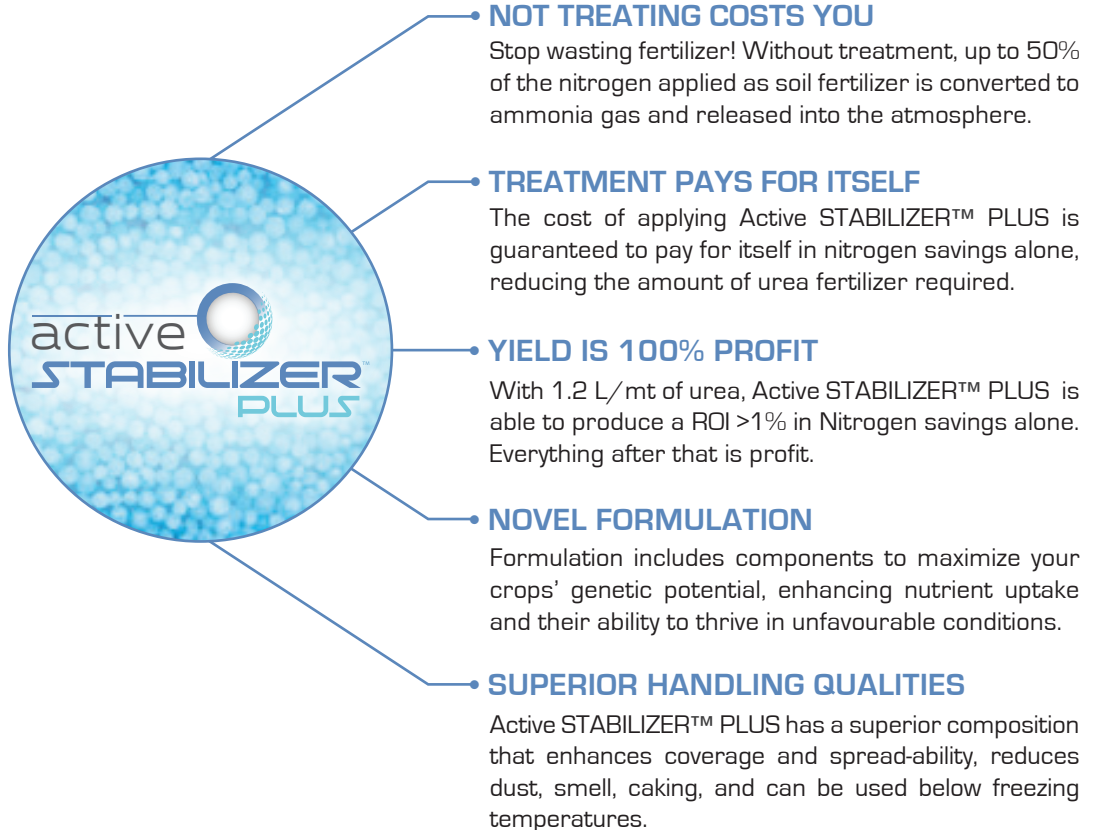 NOT TREATING COSTS YOU
Stop wasting fertilizer! Without treatment, up to 50%
of the nitrogen applied as soil fertilizer is converted to
ammonia gas and released into the atmosphere.
TREATMENT PAYS FOR ITSELF
The cost of applying Active STABILIZER™ PLUS is
guaranteed to pay for itself in nitrogen savings alone,
reducing the amount of urea fertilizer required.
active
STABILIZER™
PLUS
YIELD IS 100% PROFIT
With 1.2 L/mt of urea, Active STABILIZER™ PLUS is
able to produce a ROI >1% in Nitrogen savings alone.
Everything after that is profit.
NOVEL FORMULATION
Formulation includes components to maximize your
crops’ genetic potential, enhancing nutrient uptake
and their ability to thrive in unfavourable conditions.
SUPERIOR HANDLING QUALITIES
Active STABILIZER™ PLUS has a superior composition
that enhances coverage and spread-ability, reduces
dust, smell, caking, and can be used below freezing
temperatures.